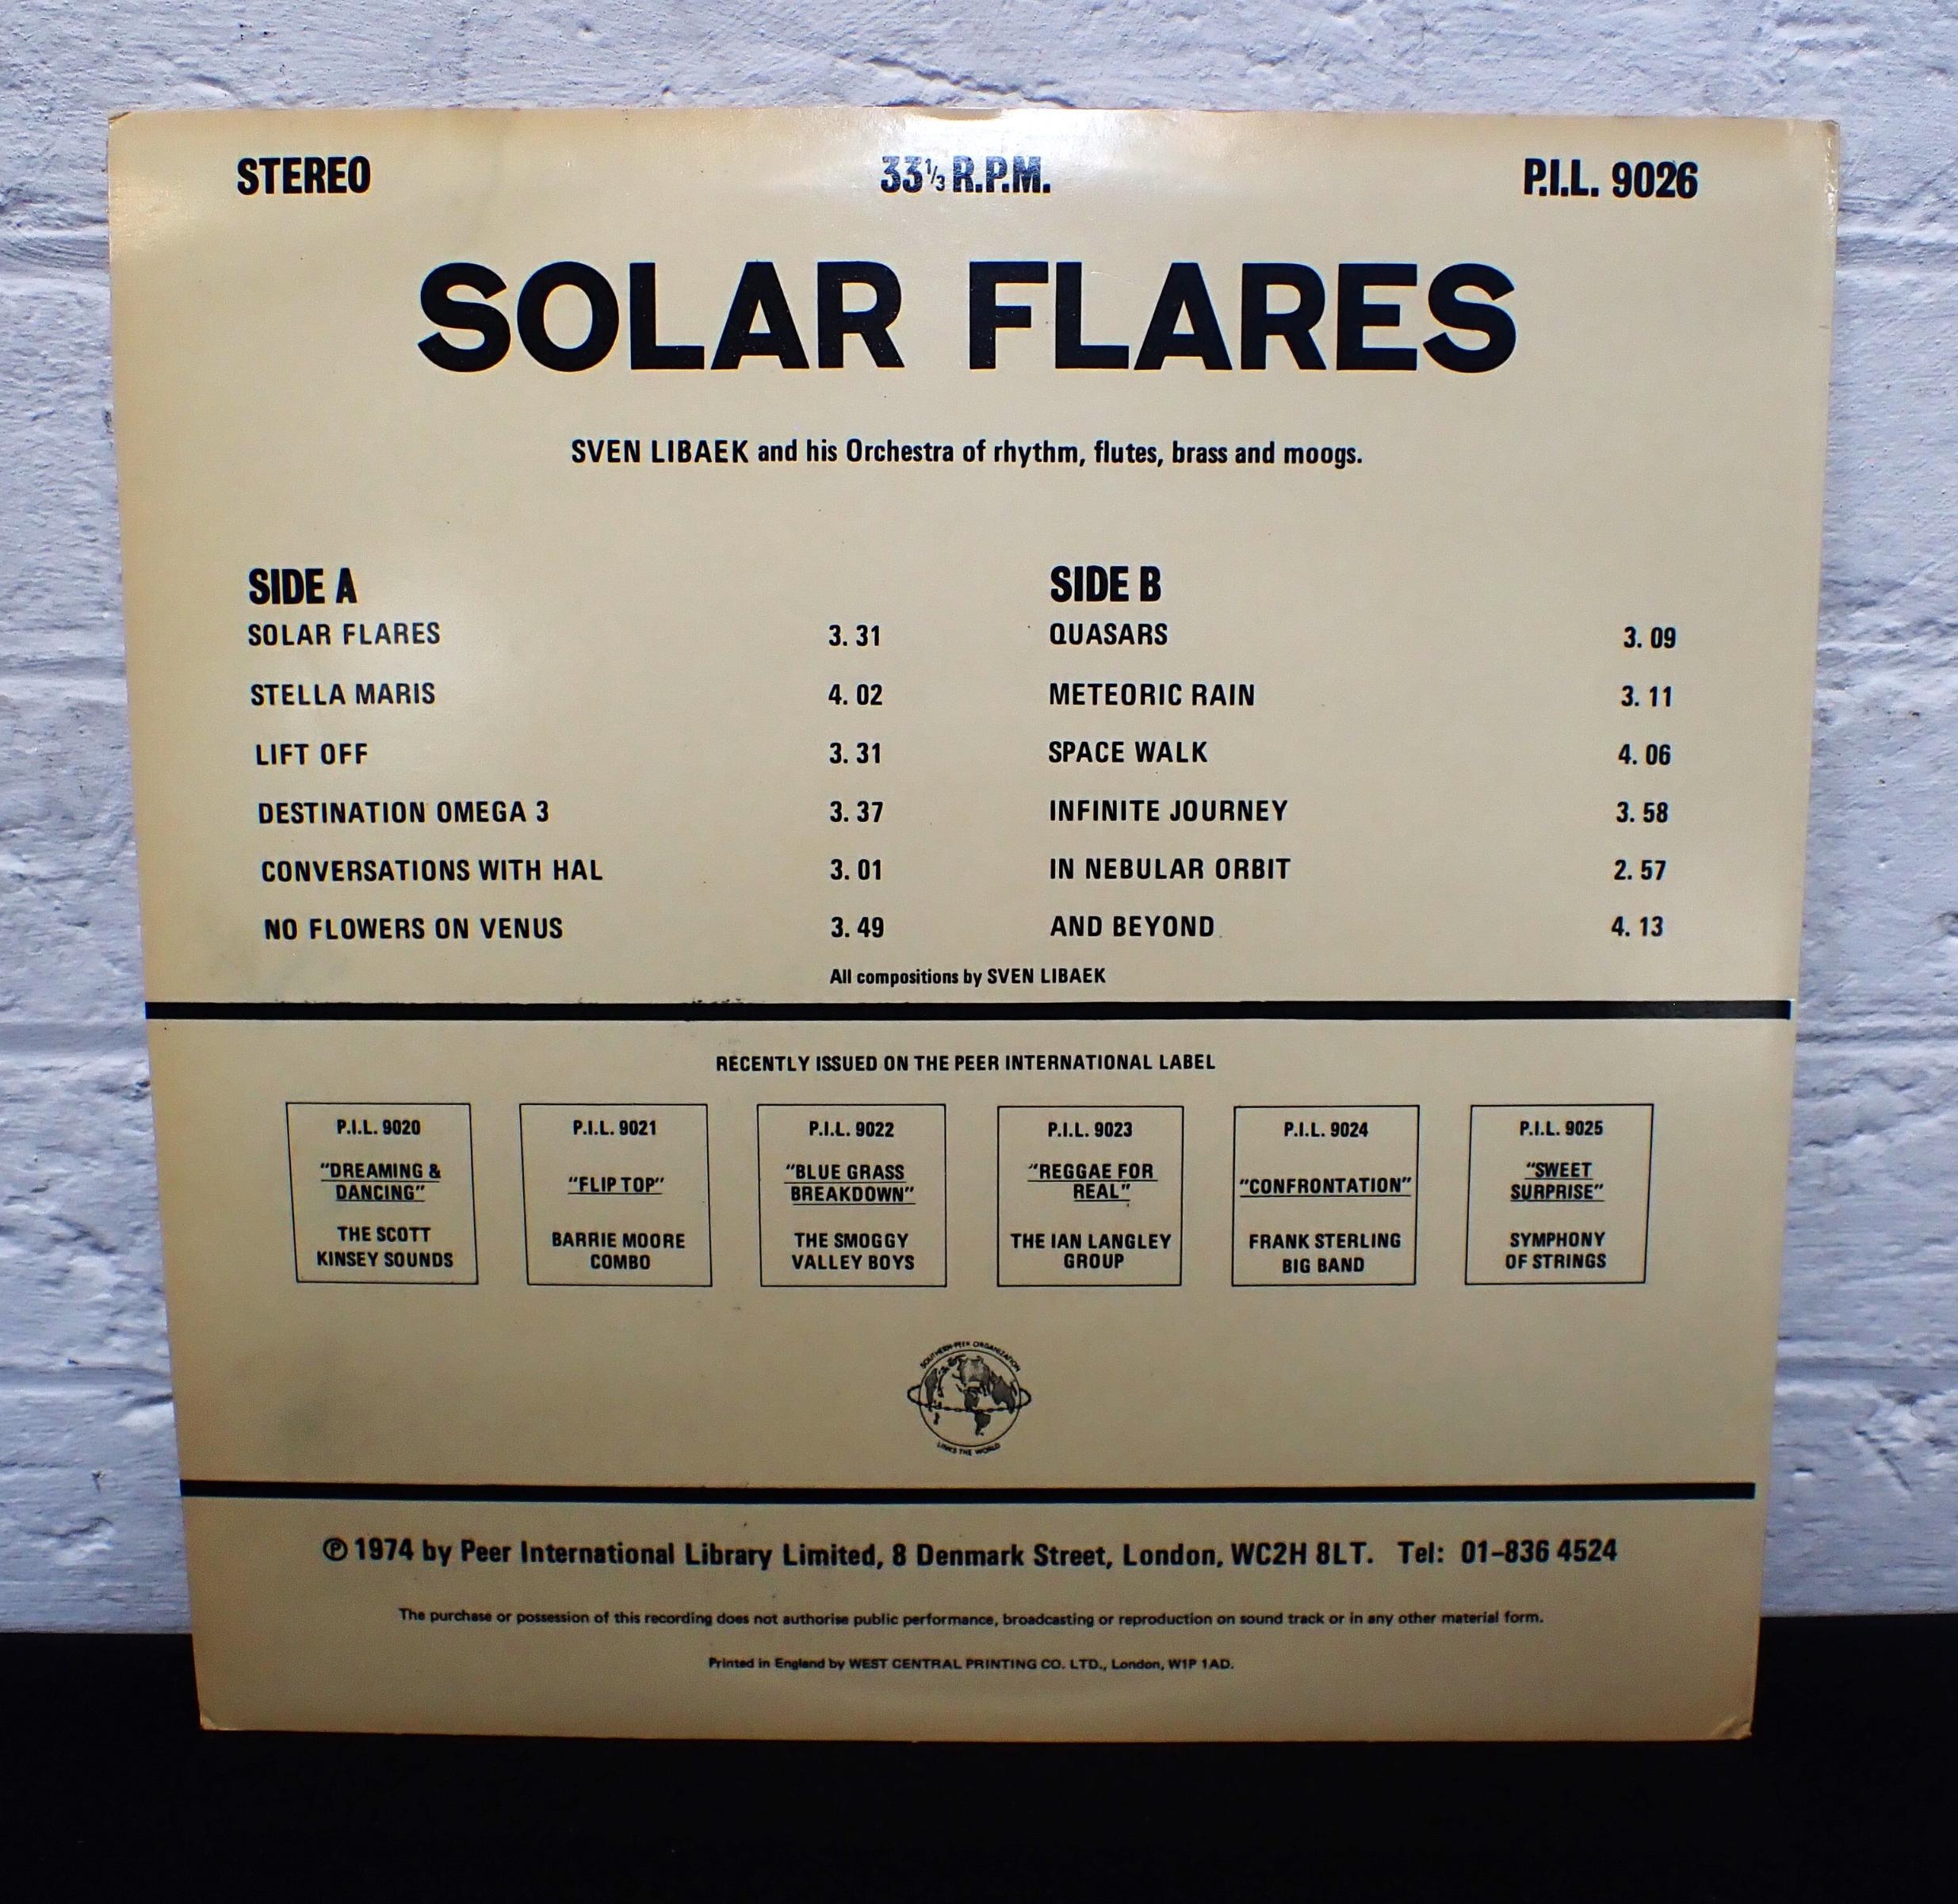 STEREO 33⅓ R.P.M. P.I.L. 9026
SOLAR FLARES
SVEN LIBAEK and his Orchestra of rhythm, flutes, brass and moogs.
SIDE A
SOLAR FLARES 3. 31
STELLA MARIS 4. 02
LIFT OFF 3. 31
DESTINATION OMEGA 3 3. 37
CONVERSATIONS WITH HAL 3. 01
NO FLOWERS ON VENUS 3. 49
SIDE B
QUASARS 3. 09
METEORIC RAIN 3. 11
SPACE WALK 4. 06
INFINITE JOURNEY 3. 58
IN NEBULAR ORBIT 2. 57
AND BEYOND 4. 13
All compositions by SVEN LIBAEK
RECENTLY ISSUED ON THE PEER INTERNATIONAL LABEL
P.I.L. 9020
"DREAMING &
DANCING"
THE SCOTT
KINSEY SOUNDS
P.I.L. 9021
"FLIP TOP"
BARRIE MOORE
COMBO
P.I.L. 9022
"BLUE GRASS
BREAKDOWN"
THE SMOGGY
VALLEY BOYS
P.I.L. 9023
"REGGAE FOR
REAL"
THE IAN LANGLEY
GROUP
P.I.L. 9024
"CONFRONTATION"
FRANK STERLING
BIG BAND
P.I.L. 9025
"SWEET
SURPRISE"
SYMPHONY
OF STRINGS
SOUTHERN-PEER ORGANIZATION
LINKS THE WORLD
℗ 1974 by Peer International Library Limited, 8 Denmark Street, London, WC2H 8LT. Tel: 01-836 4524
The purchase or possession of this recording does not authorise public performance, broadcasting or reproduction on sound track or in any other material form.
Printed in England by WEST CENTRAL PRINTING CO. LTD., London, W1P 1AD.